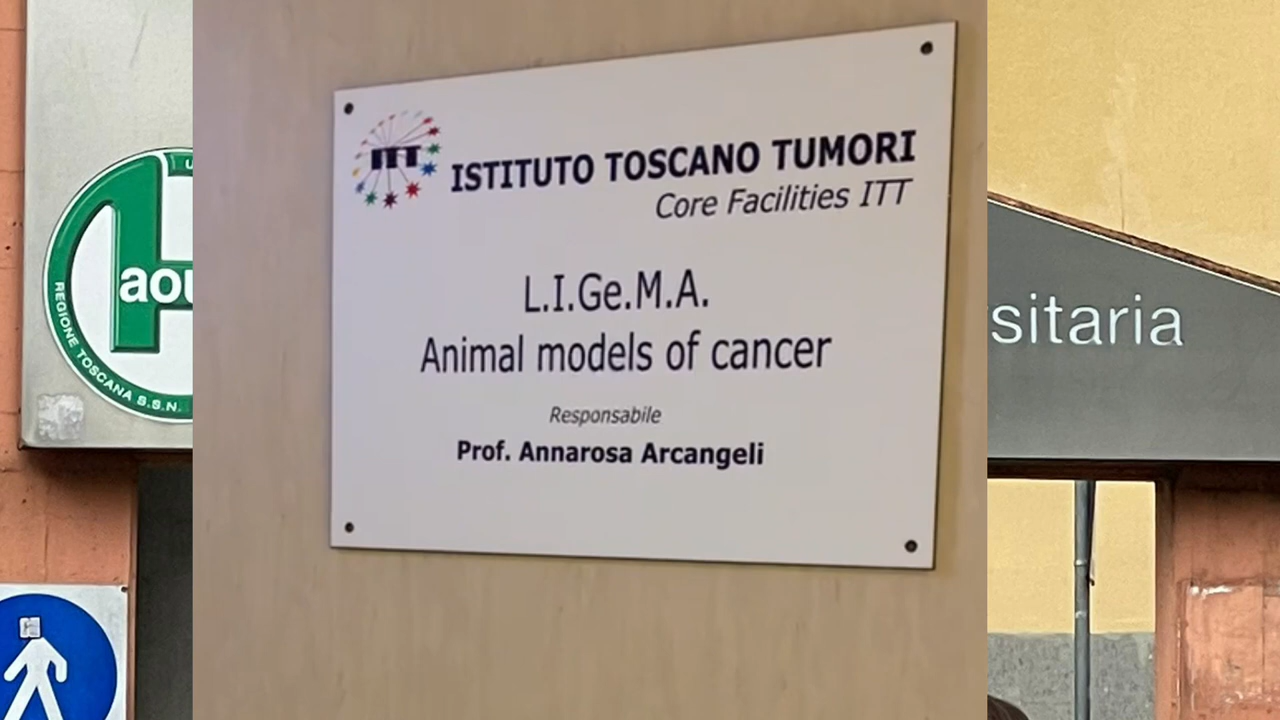 aou
REGIONE TOSCANA S.S.N.
ITT
ISTITUTO TOSCANO TUMORI
Core Facilities ITT
L.I.Ge.M.A.
Animal models of cancer
Responsabile
Prof. Annarosa Arcangeli
sitaria